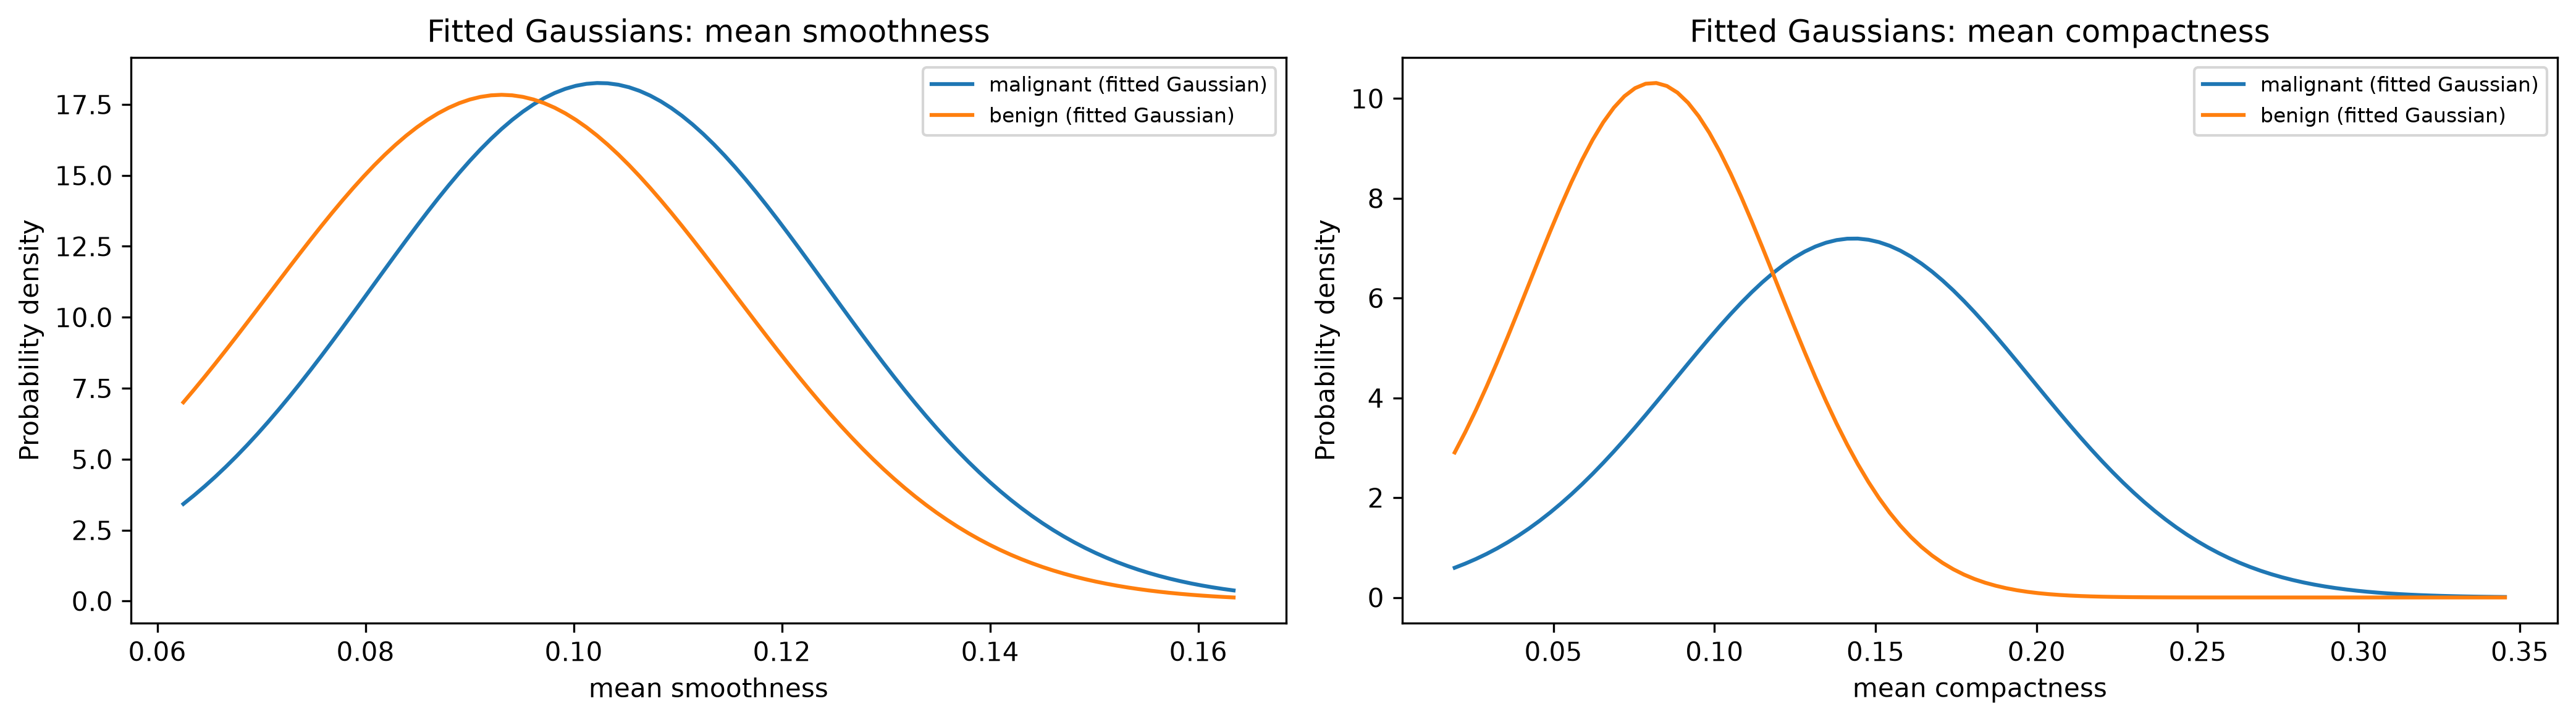 Fitted Gaussians: mean smoothness
malignant (fitted Gaussian)
benign (fitted Gaussian)
Probability density
17.5
15.0
12.5
10.0
7.5
5.0
2.5
0.0
0.06 0.08 0.10 0.12 0.14 0.16
mean smoothness
Fitted Gaussians: mean compactness
malignant (fitted Gaussian)
benign (fitted Gaussian)
Probability density
10
8
6
4
2
0
0.05 0.10 0.15 0.20 0.25 0.30 0.35
mean compactness